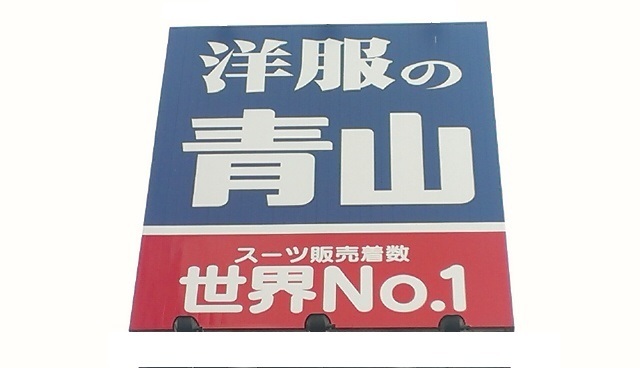 洋服の
青山
スーツ販売着数
世界No.1